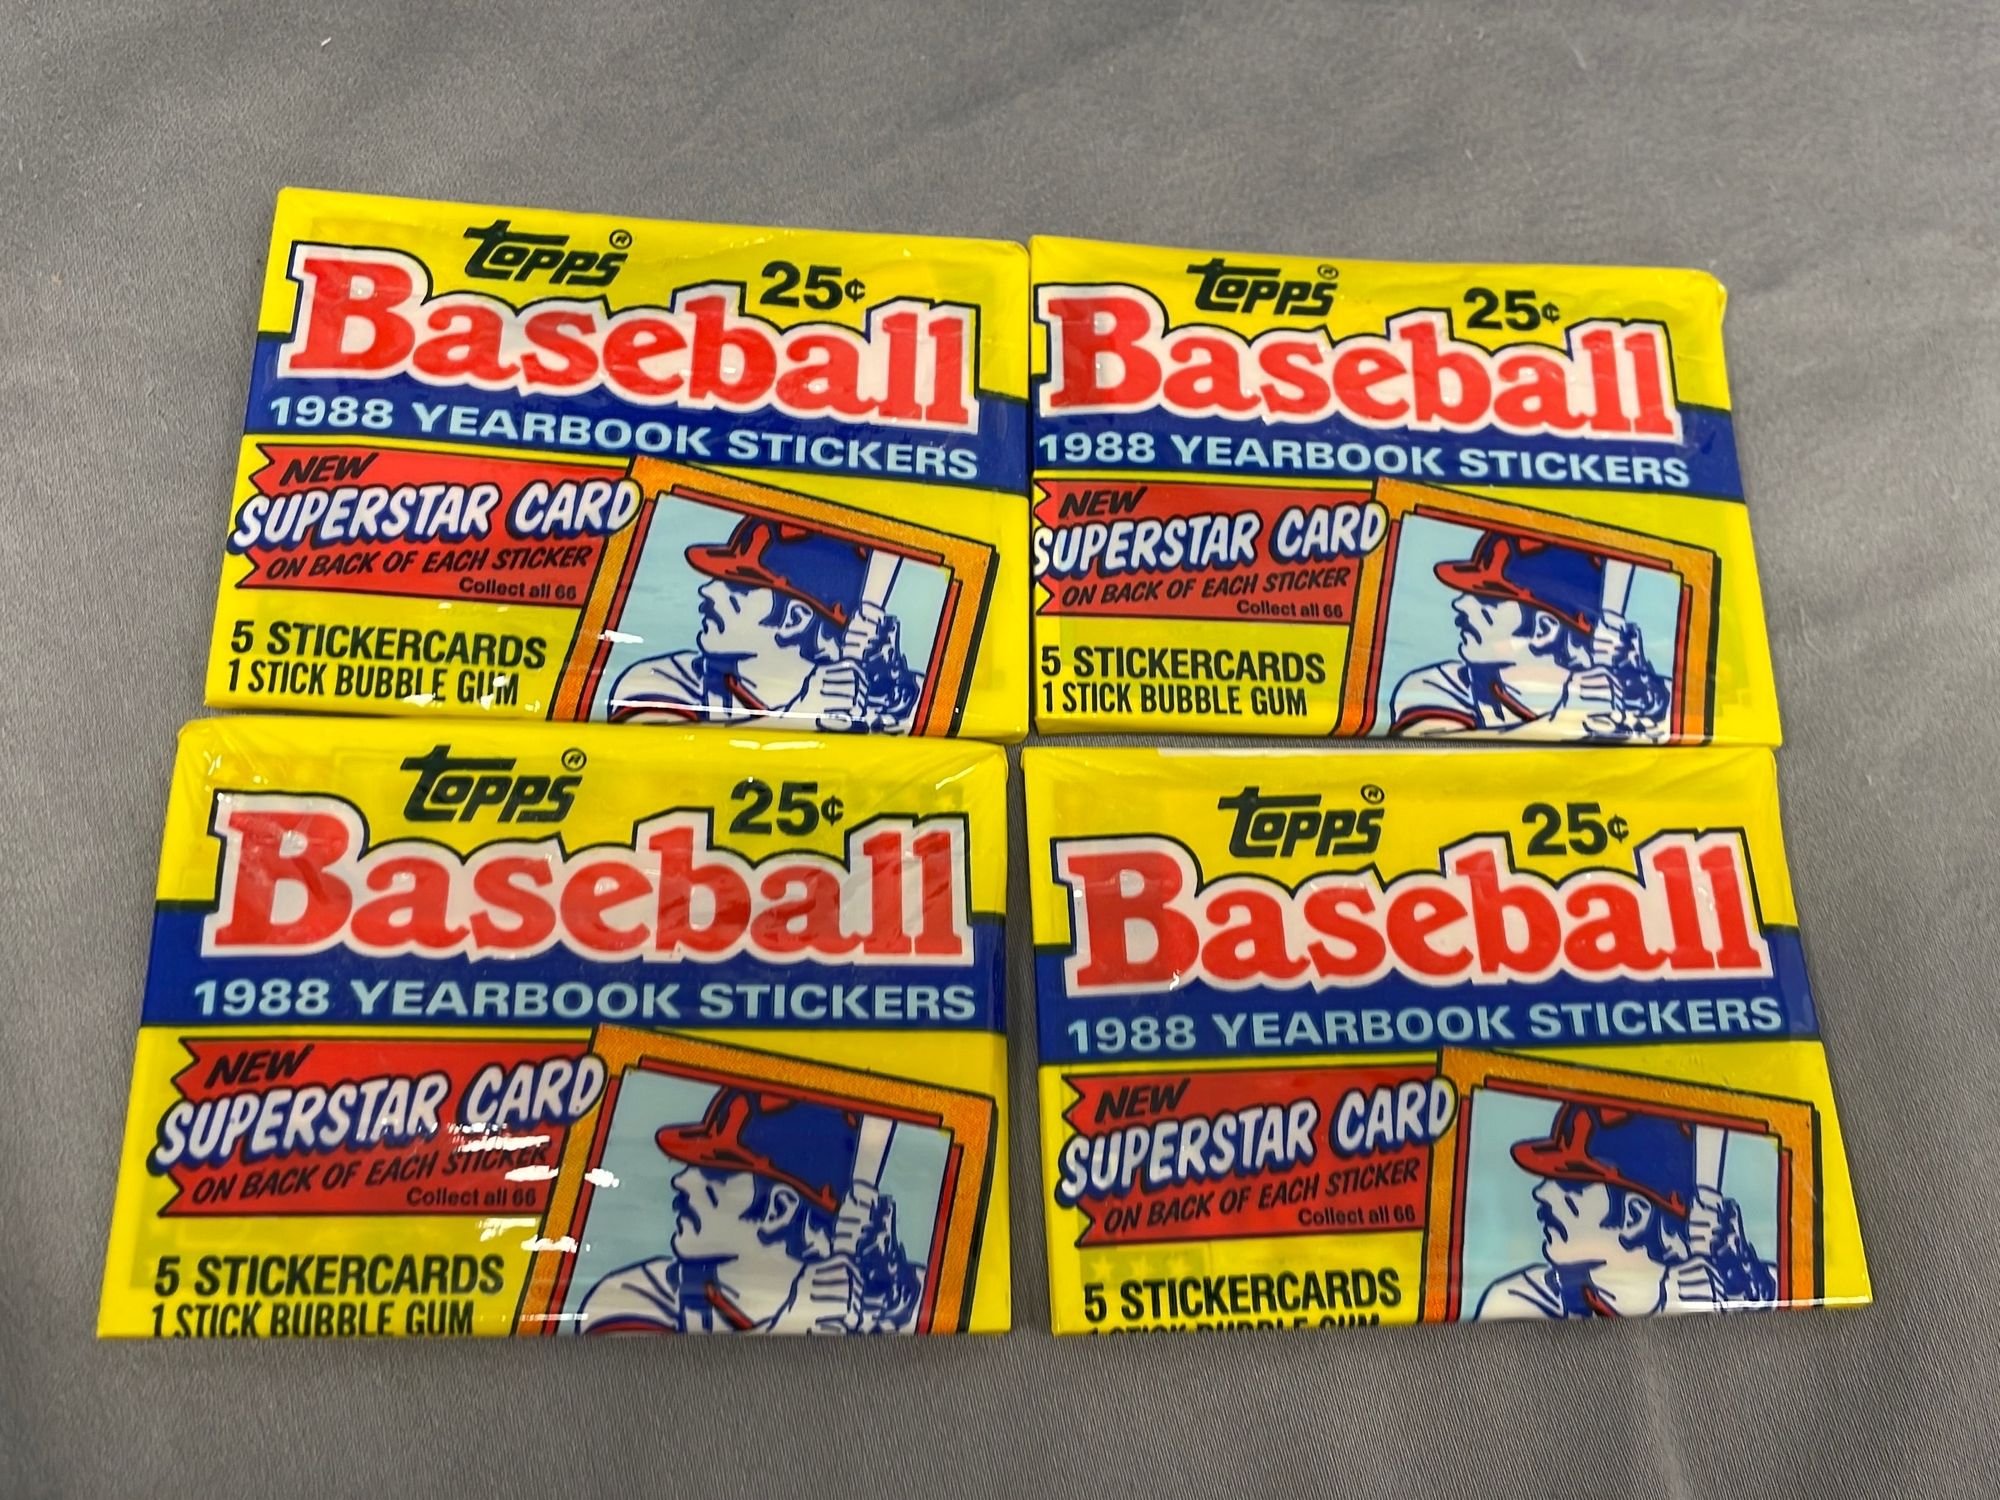 Topps®
25¢
Baseball
1988 YEARBOOK STICKERS
NEW
SUPERSTAR CARD
ON BACK OF EACH STICKER
Collect all 66
5 STICKERCARDS
1 STICK BUBBLE GUM
Topps®
25¢
Baseball
1988 YEARBOOK STICKERS
NEW
SUPERSTAR CARD
ON BACK OF EACH STICKER
Collect all 66
5 STICKERCARDS
1 STICK BUBBLE GUM
Topps®
25¢
Baseball
1988 YEARBOOK STICKERS
NEW
SUPERSTAR CARD
ON BACK OF EACH STICKER
Collect all 66
5 STICKERCARDS
1 STICK BUBBLE GUM
Topps®
25¢
Baseball
1988 YEARBOOK STICKERS
NEW
SUPERSTAR CARD
ON BACK OF EACH STICKER
Collect all 66
5 STICKERCARDS
1 STICK BUBBLE GUM